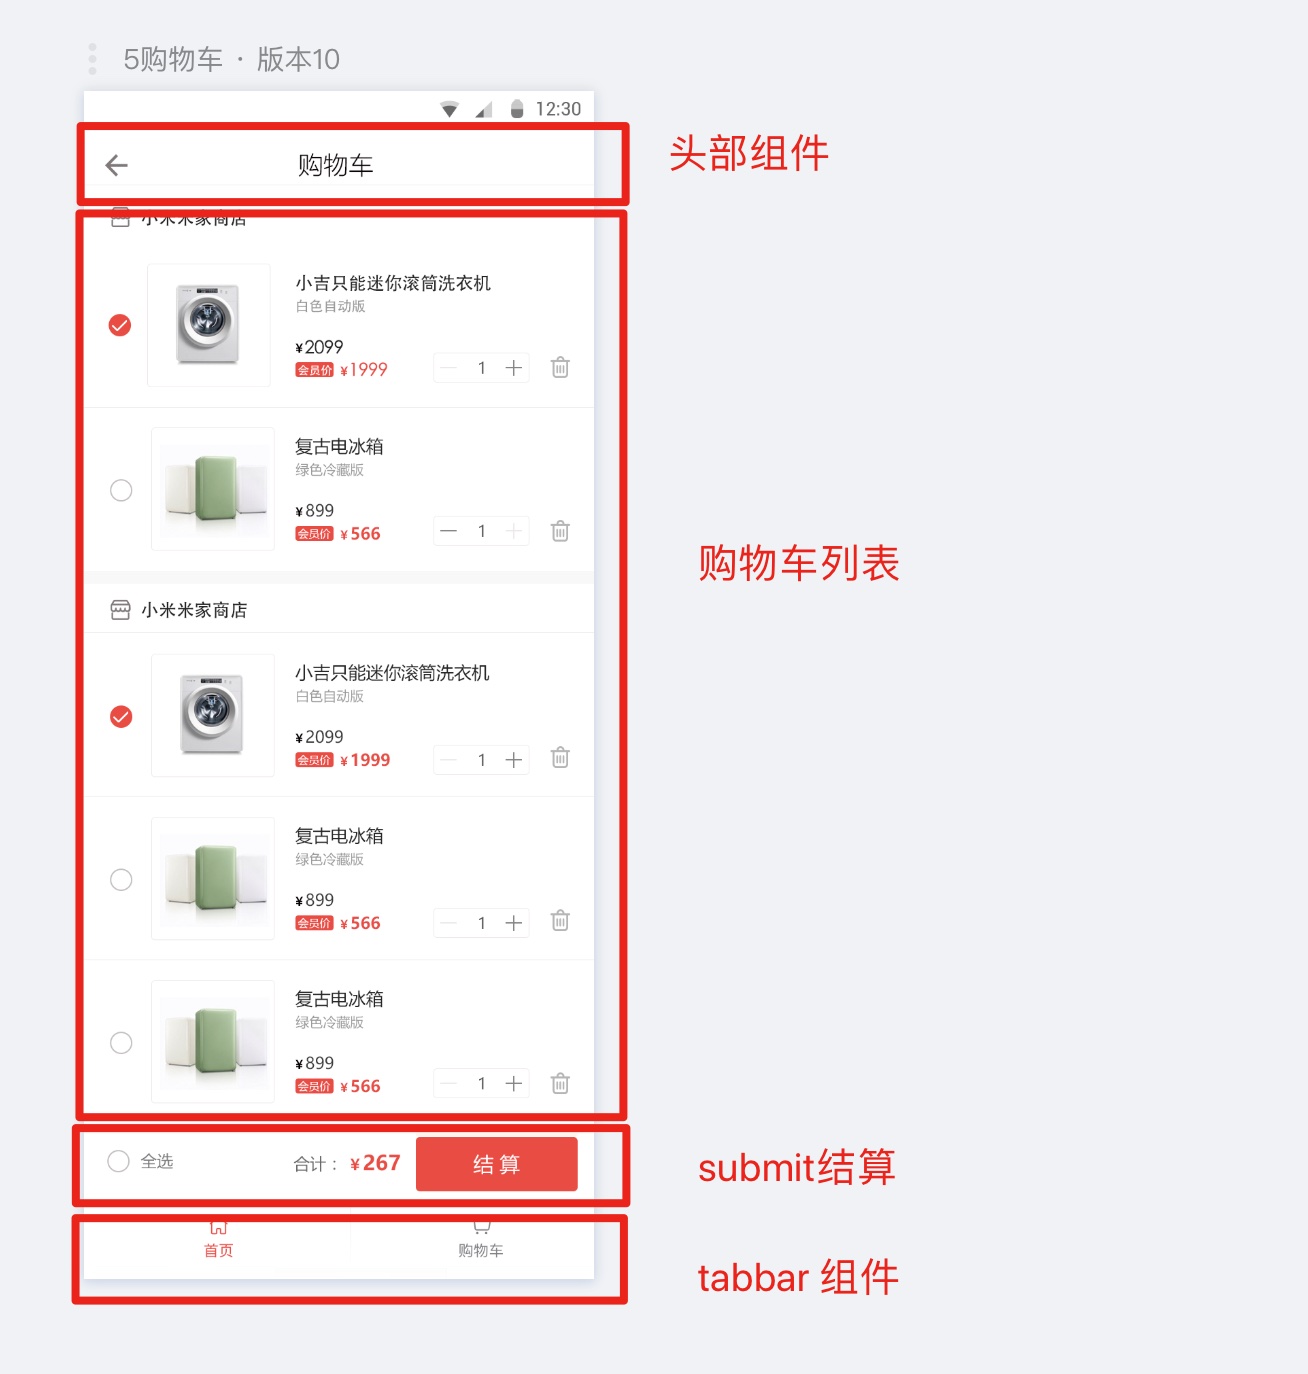 5购物车 · 版本10
12:30
购物车
头部组件
小米米家商店
小吉只能迷你滚筒洗衣机
白色自动版
¥2099
会员价 ¥1999
1
复古电冰箱
绿色冷藏版
¥899
会员价 ¥566
1
购物车列表
小米米家商店
小吉只能迷你滚筒洗衣机
白色自动版
¥2099
会员价 ¥1999
1
复古电冰箱
绿色冷藏版
¥899
会员价 ¥566
1
复古电冰箱
绿色冷藏版
¥899
会员价 ¥566
1
全选
合计：¥267
结算
submit结算
首页
购物车
tabbar 组件